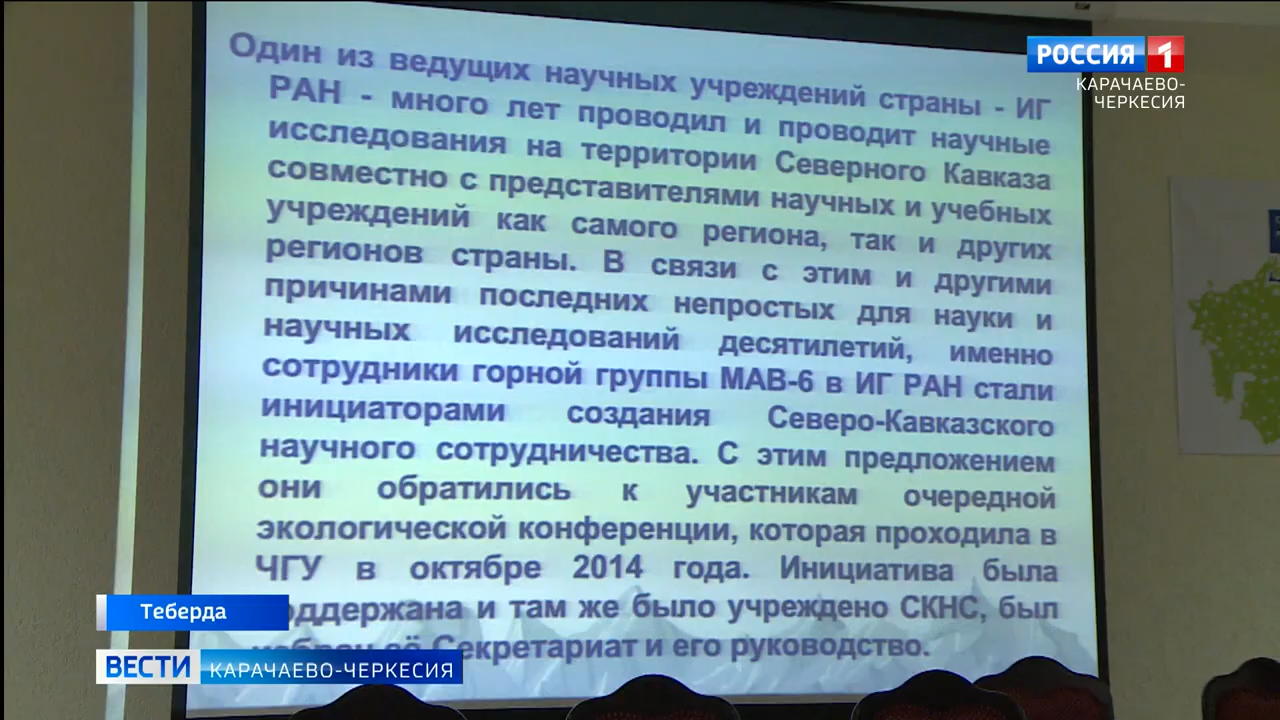 Один из ведущих научных учреждений страны - ИГ
РАН - много лет проводил и проводит научные
исследования на территории Северного Кавказа
совместно с представителями научных и учебных
учреждений как самого региона, так и других
регионов страны. В связи с этим и другими
причинами последних непростых для науки и
научных исследований десятилетий, именно
сотрудники горной группы МАВ-6 в ИГ РАН стали
инициаторами создания Северо-Кавказского
научного сотрудничества. С этим предложением
они обратились к участникам очередной
экологической конференции, которая проходила в
ЧГУ в октябре 2014 года. Инициатива была
оддержана и там же было учреждено СКНС, был
Секретариат и его руководство.
РОССИЯ 1
КАРАЧАЕВО-
ЧЕРКЕСИЯ
Теберда
ВЕСТИ КАРАЧАЕВО-ЧЕРКЕСИЯ